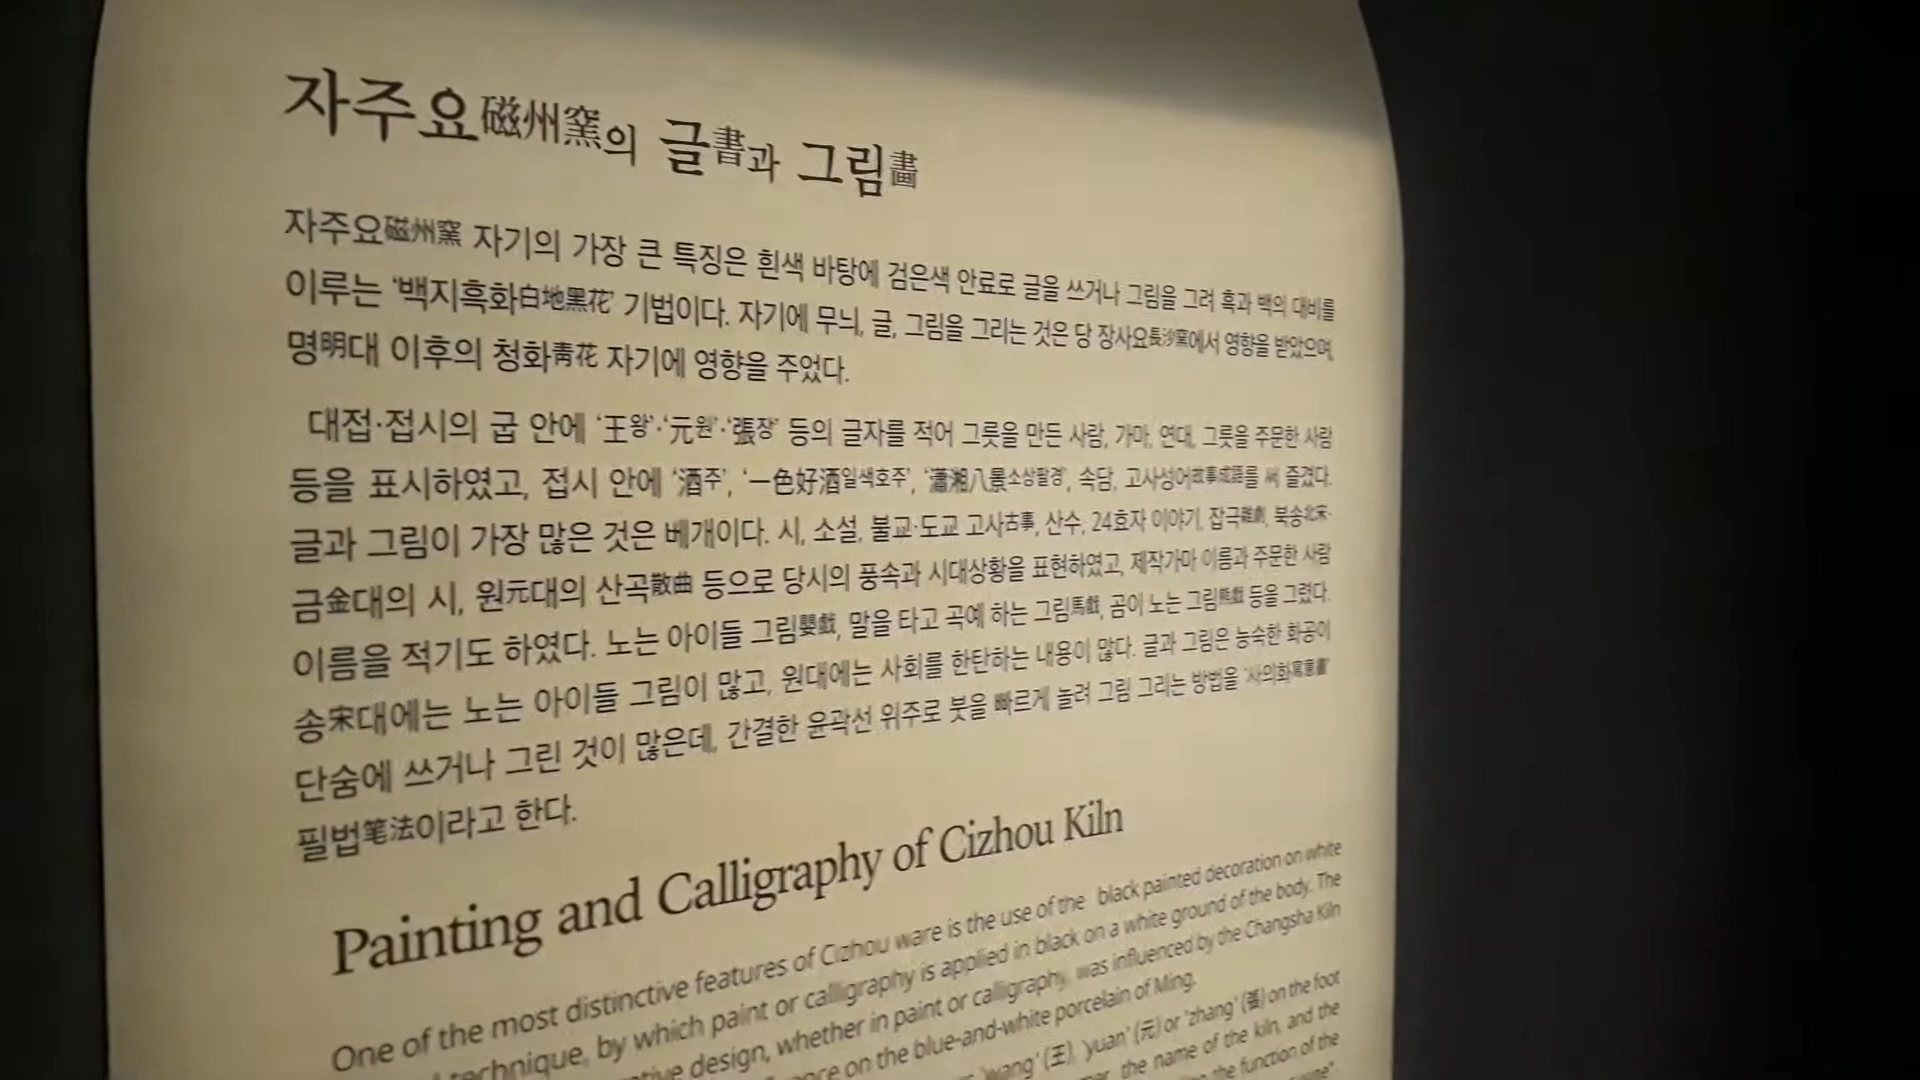 자주요磁州窯의 글書과 그림畵
자주요磁州窯 자기의 가장 큰 특징은 흰색 바탕에 검은색 안료로 글을 쓰거나 그림을 그려 흑과 백의 대비를
이루는 ‘백지흑화白地黑花’ 기법이다. 자기에 무늬, 글, 그림을 그리는 것은 당 장사요長沙窯에서 영향을 받았으며,
명明대 이후의 청화靑花 자기에 영향을 주었다.
대접·접시의 굽 안에 ‘王왕’·‘元원’·‘張장’ 등의 글자를 적어 그릇을 만든 사람, 가마, 연대, 그릇을 주문한 사람
등을 표시하였고, 접시 안에 ‘酒주’, ‘一色好酒일색호주’, ‘瀟湘八景소상팔경’, 속담, 고사성어故事成語를 써 즐겼다.
글과 그림이 가장 많은 것은 베개이다. 시, 소설, 불교·도교 고사古事, 산수, 24효자 이야기, 잡극雜劇, 북송北宋·
금金대의 시, 원元대의 산곡散曲 등으로 당시의 풍속과 시대상황을 표현하였고, 제작가마 이름과 주문한 사람
이름을 적기도 하였다. 노는 아이들 그림嬰戱, 말을 타고 곡예 하는 그림馬戱, 곰이 노는 그림熊戱 등을 그렸다.
송宋대에는 노는 아이들 그림이 많고, 원대에는 사회를 한탄하는 내용이 많다. 글과 그림은 능숙한 화공이
단숨에 쓰거나 그린 것이 많은데, 간결한 윤곽선 위주로 붓을 빠르게 놀려 그림 그리는 방법을 ‘사의화寫意畵’
필법笔法이라고 한다.
Painting and Calligraphy of Cizhou Kiln
One of the most distinctive features of Cizhou ware is the use of the black painted decoration on white
technique, by which paint or calligraphy is applied in black on a white ground of the body. The
design, whether in paint or calligraphy, was influenced by the Changsha Kiln
on the blue-and-white porcelain of Ming.
'wang' (王), 'yuan' (元) or 'zhang' (張) on the foot
the name of the kiln, and the
the function of the